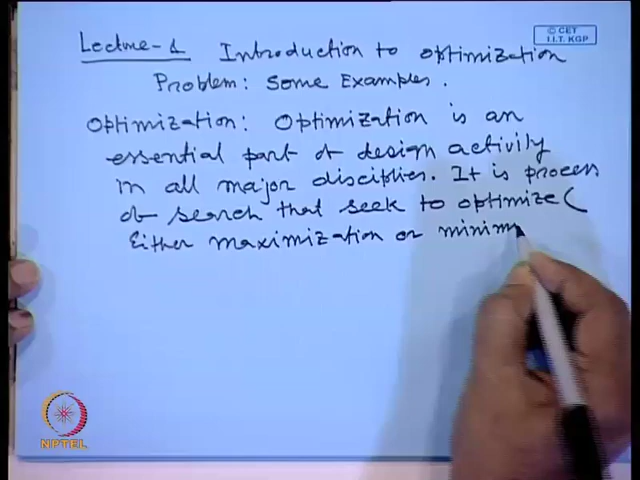 © CET
I.I.T. KGP
Lecture-1 Introduction to Optimization
Problem: Some Examples.
Optimization: Optimization is an
essential part of design activity
in all major disciplies. It is process
of search that seek to optimize (
Either maximization or minim
NPTEL